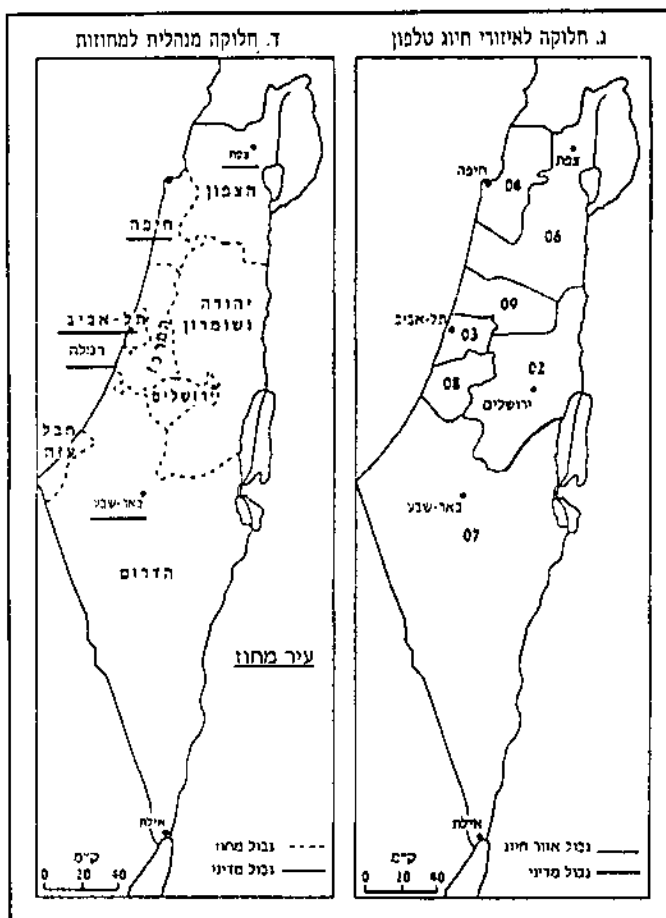 ג. חלוקה לאיזורי חיוג טלפון
חיפה
04
צפת
06
09
תל-אביב
03
02
08
ירושלים
באר-שבע
07
אילת
גבול אזור חיוג
גבול מדיני
ק"מ
0 20 40
ד. חלוקה מנהלית למחוזות
צפת
הצפון
חיפה
יהודה
ושומרון
תל-אביב
המרכז
רמלה
ירושלים
חבל
עזה
באר-שבע
הדרום
עיר מחוז
אילת
גבול מחוז
גבול מדיני
ק"מ
0 20 40